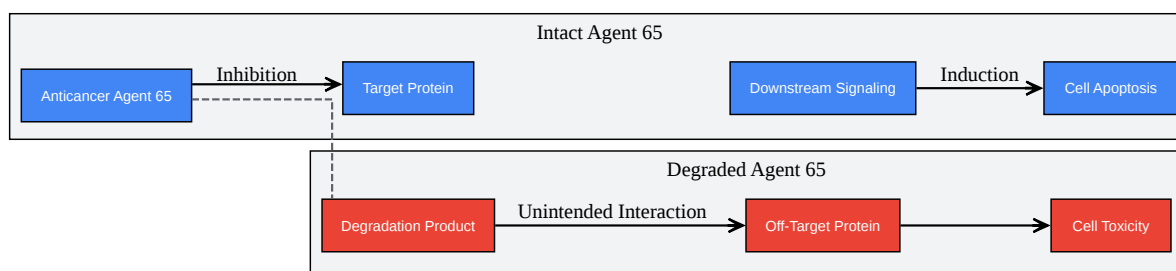 Intact Agent 65
Inhibition
Induction
Anticancer Agent 65
Target Protein
Downstream Signaling
Cell Apoptosis
Degraded Agent 65
Unintended Interaction
Degradation Product
Off-Target Protein
Cell Toxicity